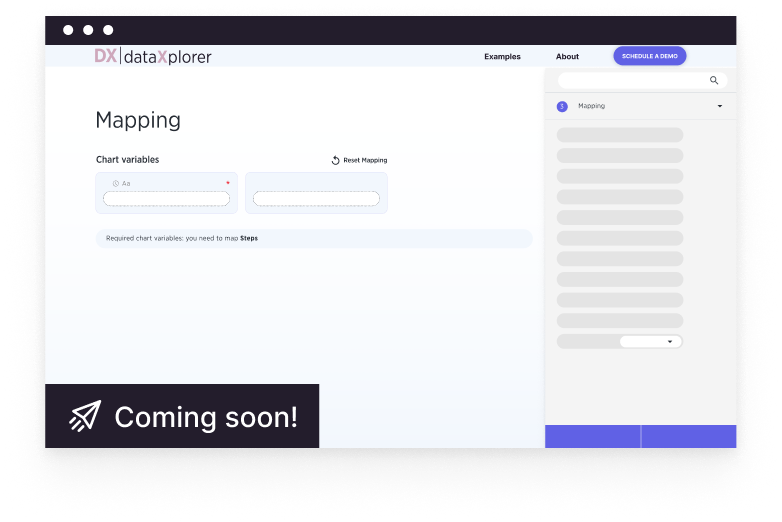 DX|dataXplorer
Examples
About
SCHEDULE A DEMO
3 Mapping
Mapping
Chart variables
Reset Mapping
Aa *
Required chart variables: you need to map Steps
Coming soon!